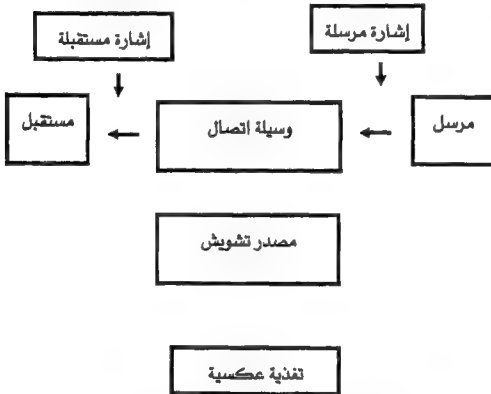 إشارة مرسلة
إشارة مستقبلة
مرسل
وسيلة اتصال
مستقبل
مصدر تشويش
تغذية عكسية